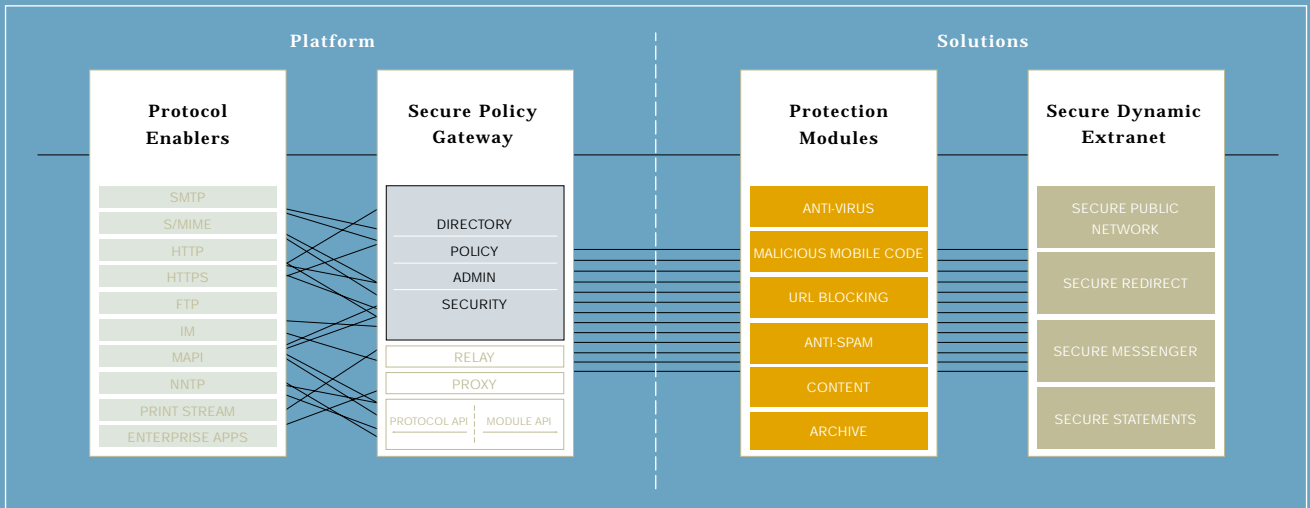 Platform
Solutions
Protocol
Enablers
SMTP
S/MIME
HTTP
HTTPS
FTP
IM
MAPI
NNTP
PRINT STREAM
ENTERPRISE APPS
Secure Policy
Gateway
DIRECTORY
POLICY
ADMIN
SECURITY
RELAY
PROXY
PROTOCOL API
MODULE API
Protection
Modules
ANTI-VIRUS
MALICIOUS MOBILE CODE
URL BLOCKING
ANTI-SPAM
CONTENT
ARCHIVE
Secure Dynamic
Extranet
SECURE PUBLIC
NETWORK
SECURE REDIRECT
SECURE MESSENGER
SECURE STATEMENTS